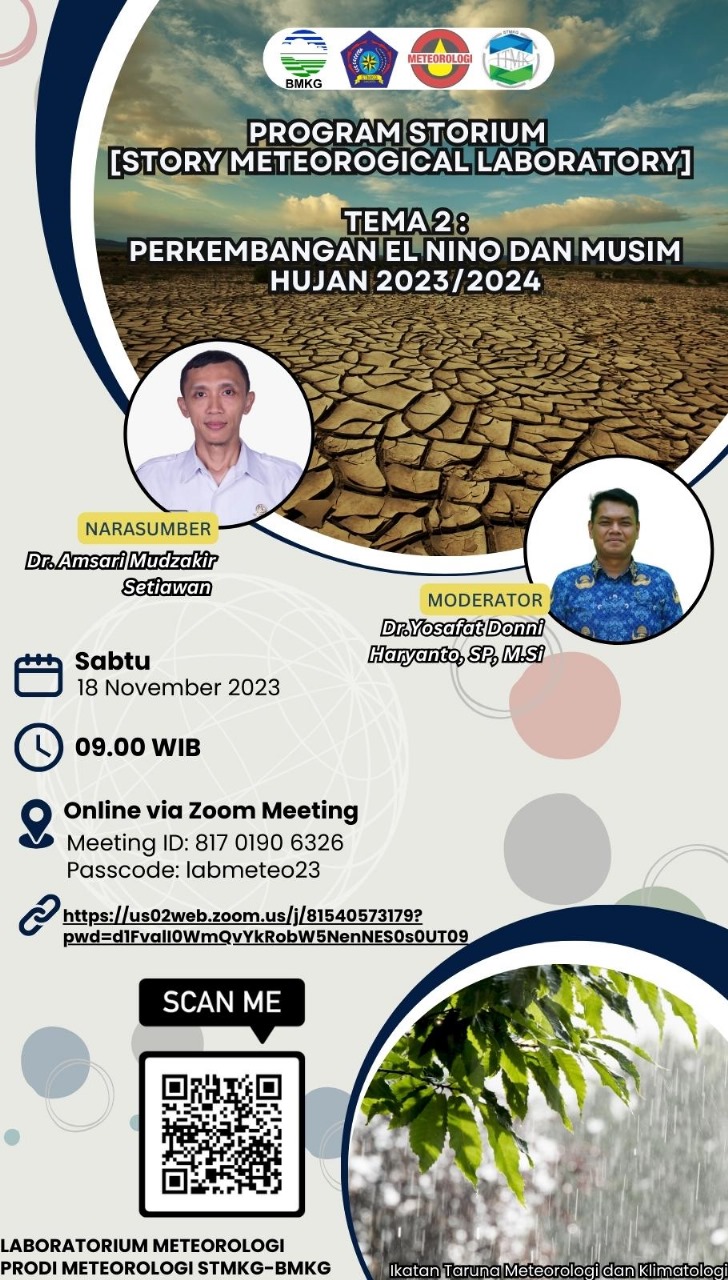 BMKG
STMKG
METEOROLOGI
HTMK
PROGRAM STORIUM
[STORY METEOROGICAL LABORATORY]
TEMA 2 :
PERKEMBANGAN EL NINO DAN MUSIM
HUJAN 2023/2024
NARASUMBER
Dr. Amsari Mudzakir
Setiawan
MODERATOR
Dr.Yosafat Donni
Haryanto, SP, M.Si
Sabtu
18 November 2023
09.00 WIB
Online via Zoom Meeting
Meeting ID: 817 0190 6326
Passcode: labmeteo23
https://us02web.zoom.us/j/81540573179?
pwd=d1FvalI0WmQvYkRobW5NenNES0s0UT09
SCAN ME
LABORATORIUM METEOROLOGI
PRODI METEOROLOGI STMKG-BMKG
Ikatan Taruna Meteorologi dan Klimatologi